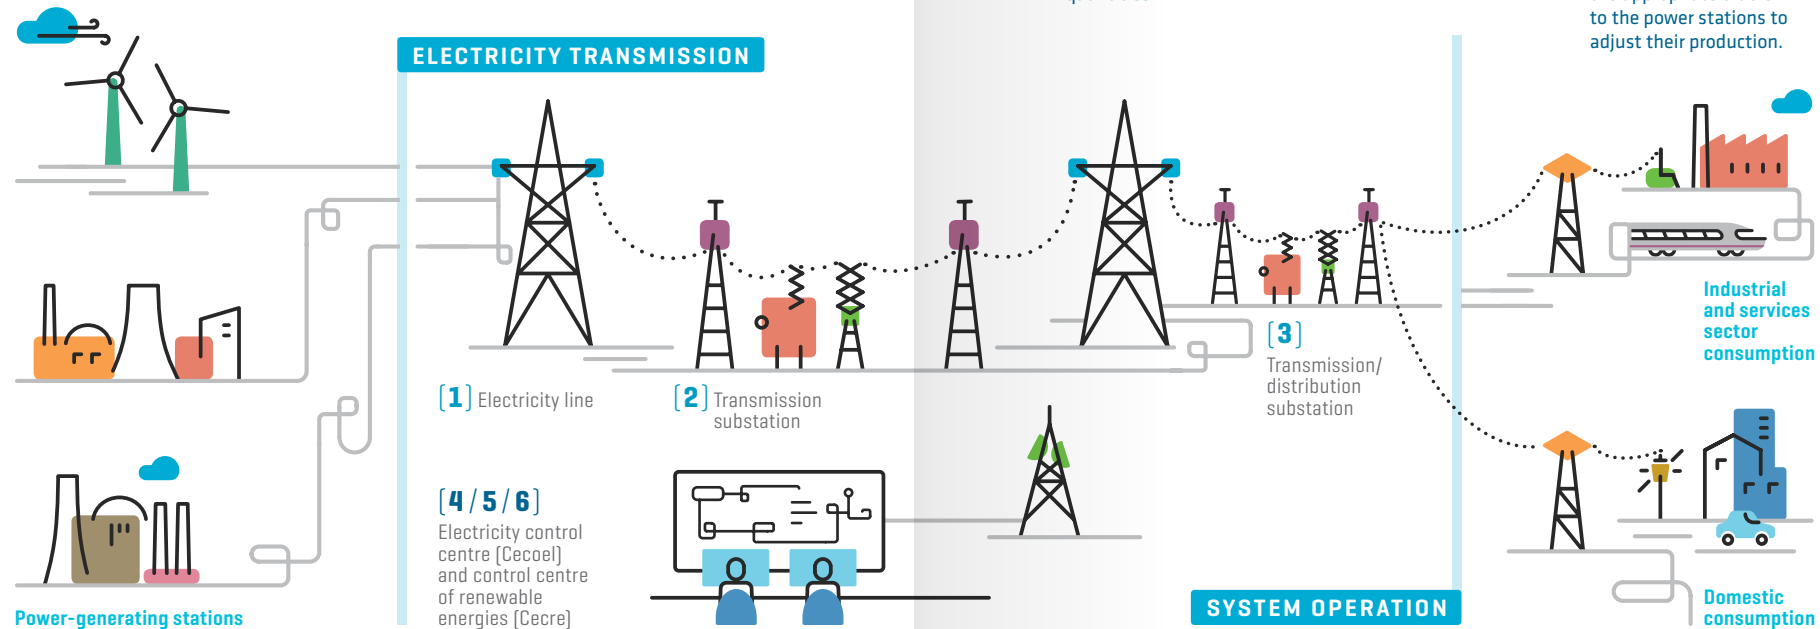 to the power stations to
adjust their production.
ELECTRICITY TRANSMISSION
Industrial
and services
sector
consumption
[3]
Transmission/
distribution
substation
[1] Electricity line
[2] Transmission
substation
[4/5/6]
Electricity control
centre [Cecoel]
and control centre
of renewable
energies [Cecre]
Power-generating stations
SYSTEM OPERATION
Domestic
consumption